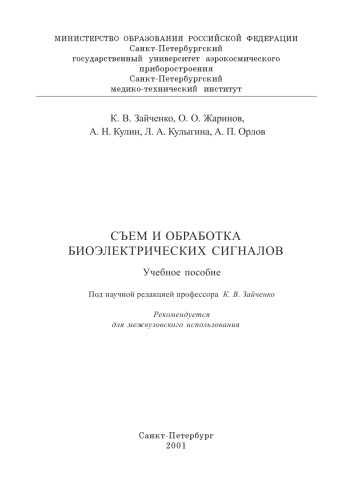 МИНИСТЕРСТВО ОБРАЗОВАНИЯ РОССИЙСКОЙ ФЕДЕРАЦИИ
Санкт-Петербургский
государственный университет аэрокосмического
приборостроения
Санкт-Петербургский
медико-технический институт
К. В. Зайченко, О. О. Жаринов,
А. Н. Кулин, Л. А. Кулыгина, А. П. Орлов
СЪЕМ И ОБРАБОТКА
БИОЭЛЕКТРИЧЕСКИХ СИГНАЛОВ
Учебное пособие
Под научной редакцией профессора К. В. Зайченко
Рекомендуется
для межвузовского использования
Санкт-Петербург
2001